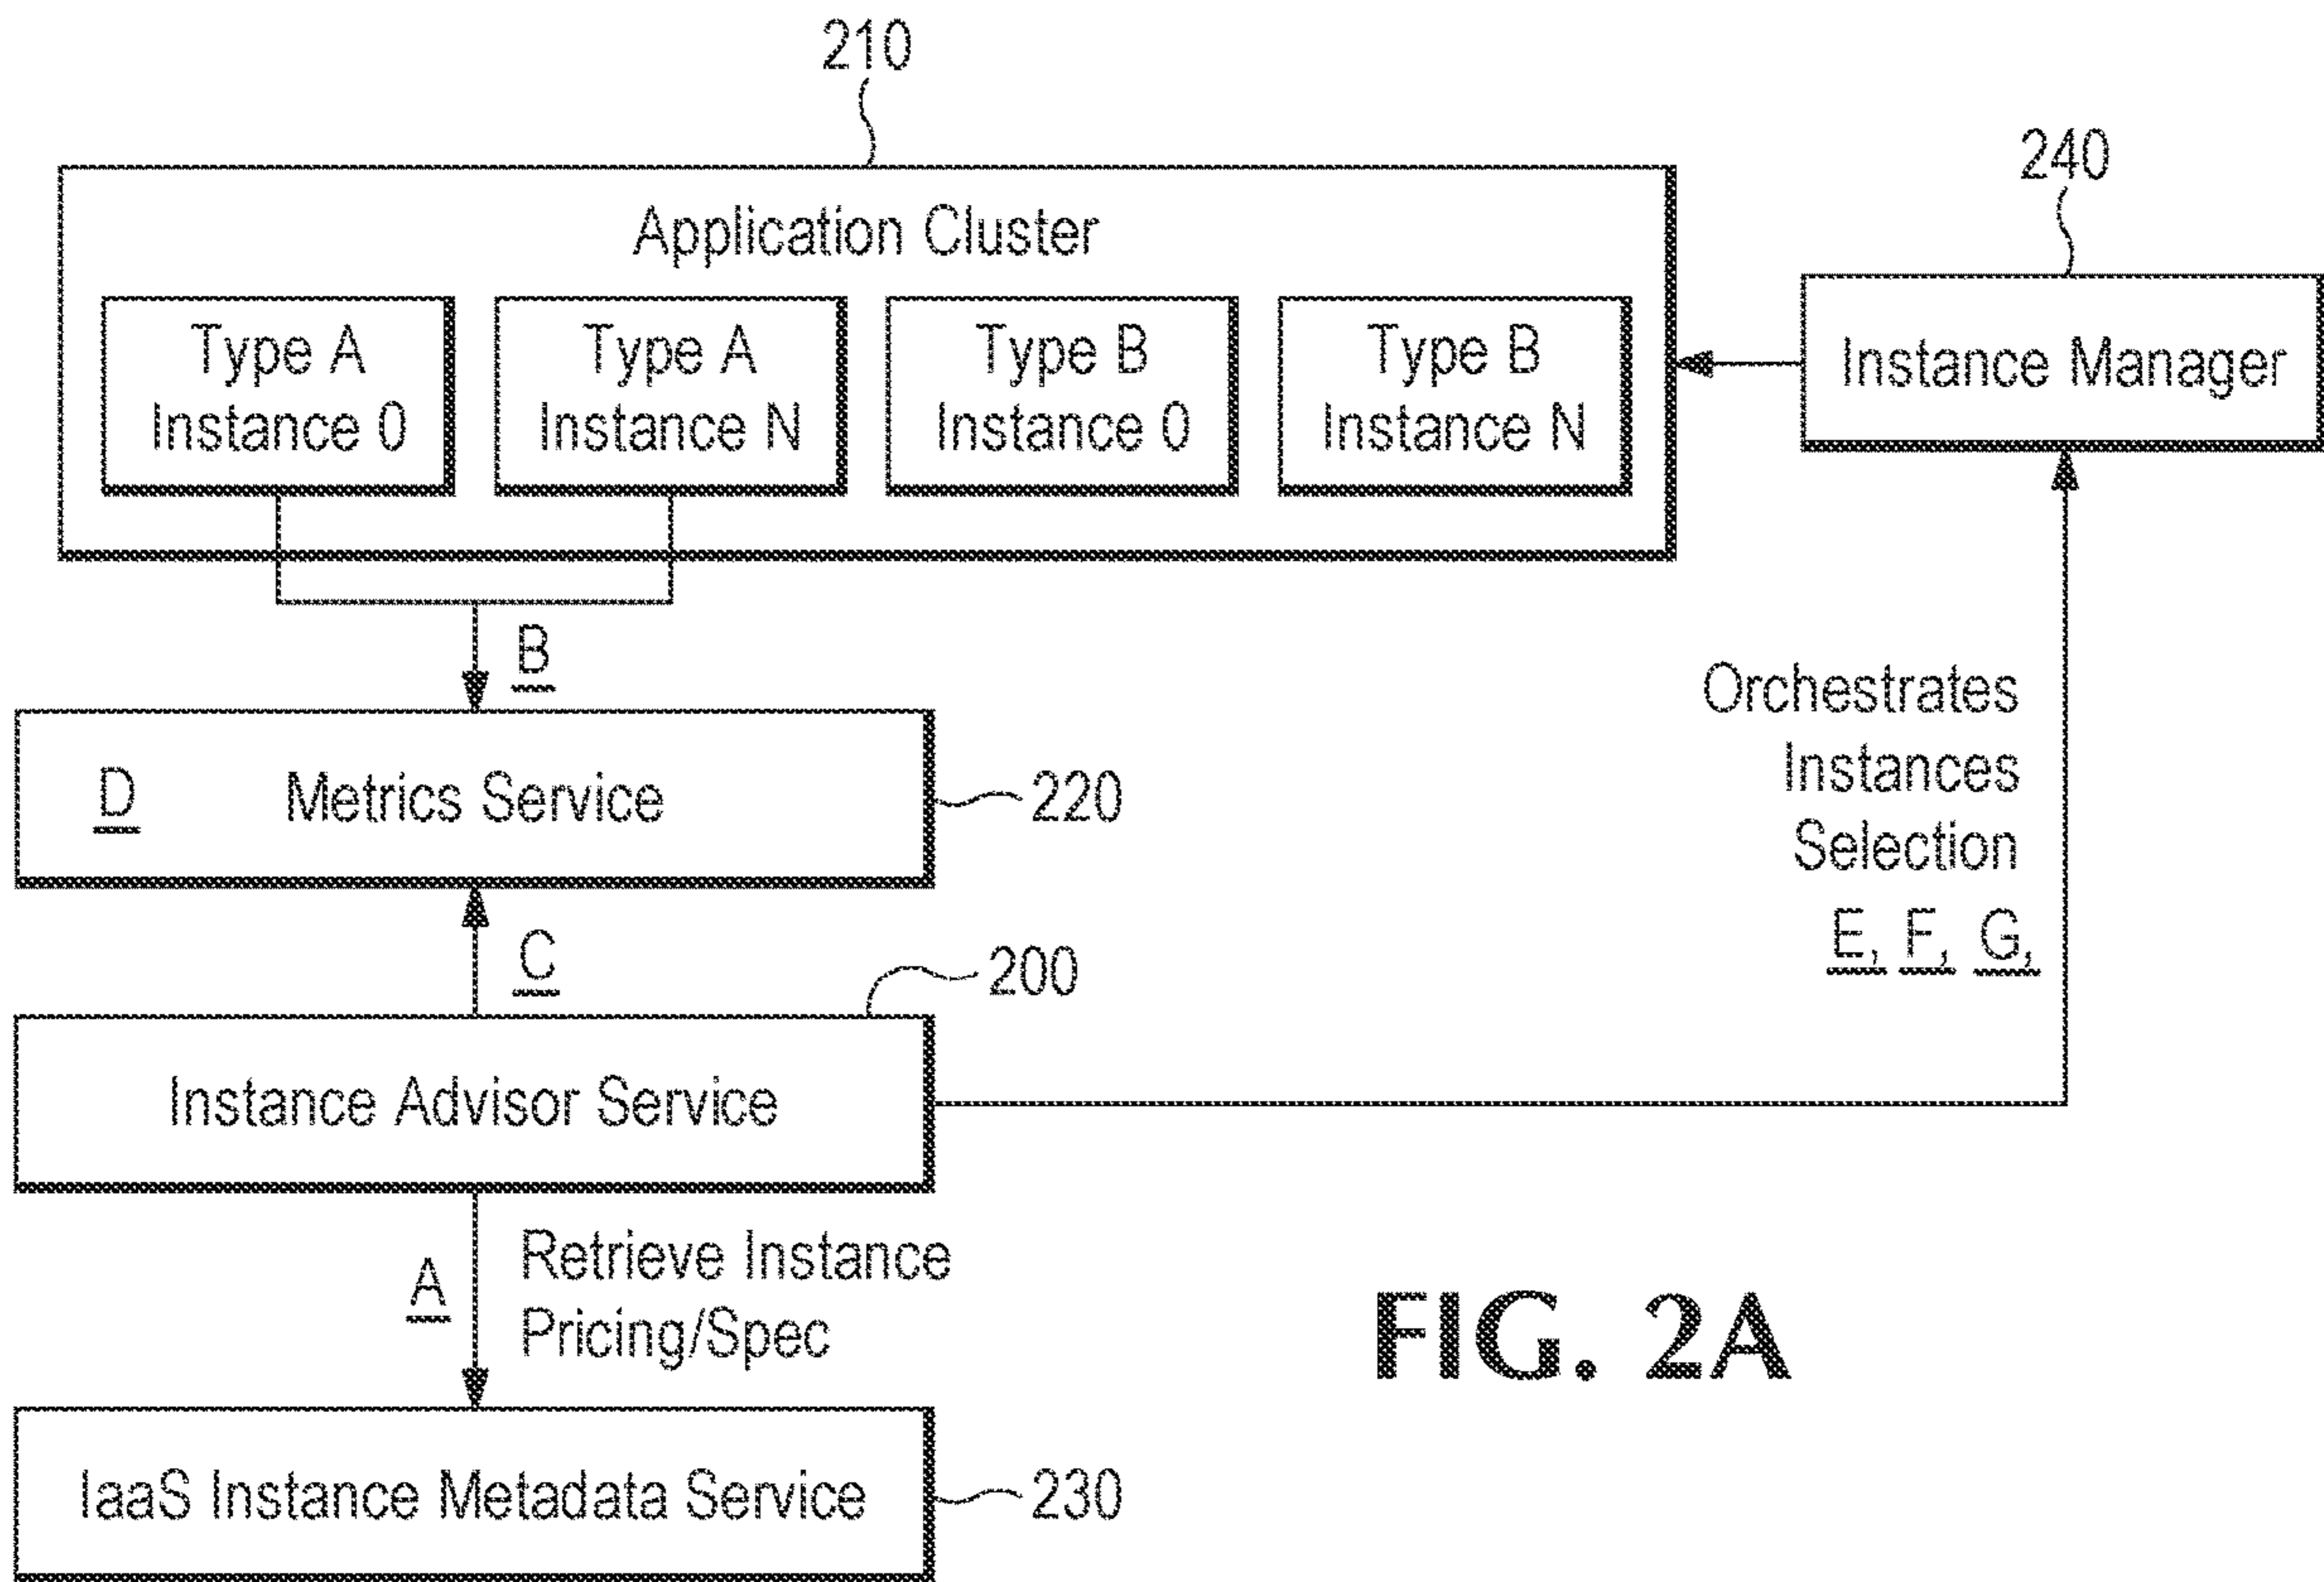 210
240
Application Cluster
Type A
Instance 0
Type A
Instance N
Type B
Instance 0
Type B
Instance N
Instance Manager
B
Orchestrates
Instances
Selection
E, F, G,
D
Metrics Service
220
C
200
Instance Advisor Service
A
Retrieve Instance
Pricing/Spec
FIG. 2A
IaaS Instance Metadata Service
230